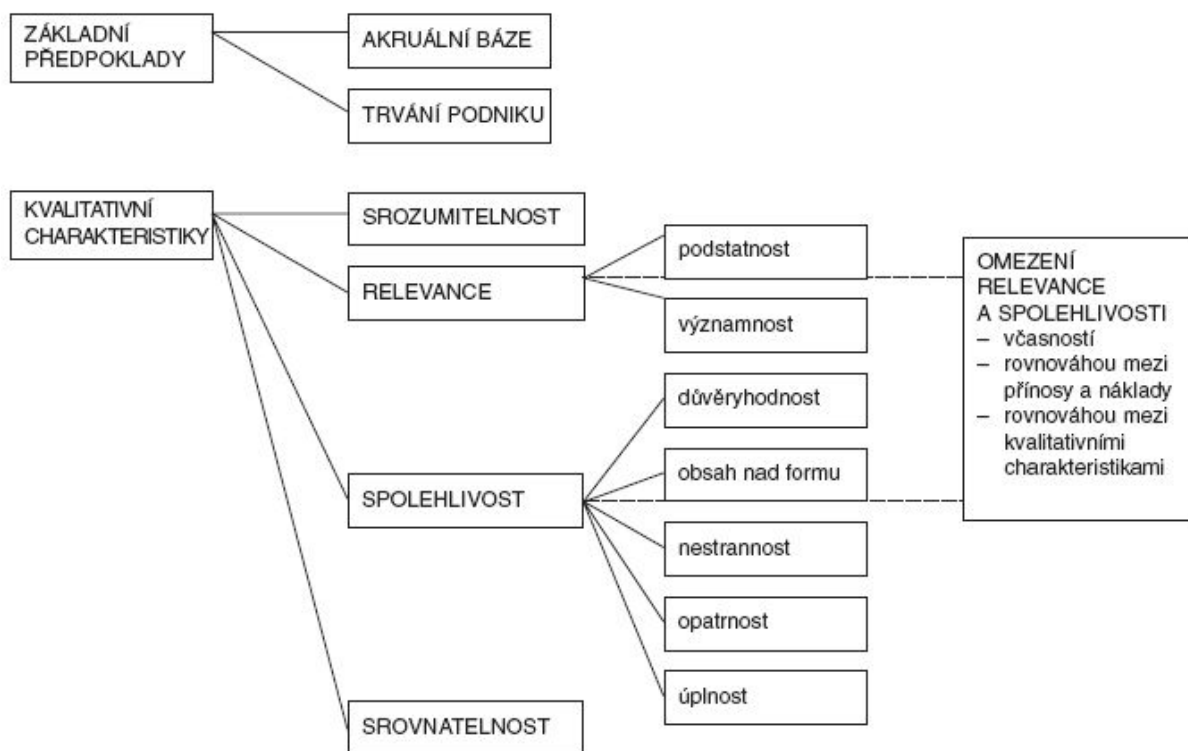 ZÁKLADNÍ
PŘEDPOKLADY
AKRUÁLNÍ BÁZE
TRVÁNÍ PODNIKU
KVALITATIVNÍ
CHARAKTERISTIKY
SROZUMITELNOST
RELEVANCE
podstatnost
významnost
SPOLEHLIVOST
důvěryhodnost
obsah nad formu
nestrannost
opatrnost
úplnost
SROVNATELNOST
OMEZENÍ
RELEVANCE
A SPOLEHLIVOSTI
– včasností
– rovnováhou mezi
přínosy a náklady
– rovnováhou mezi
kvalitativními
charakteristikami